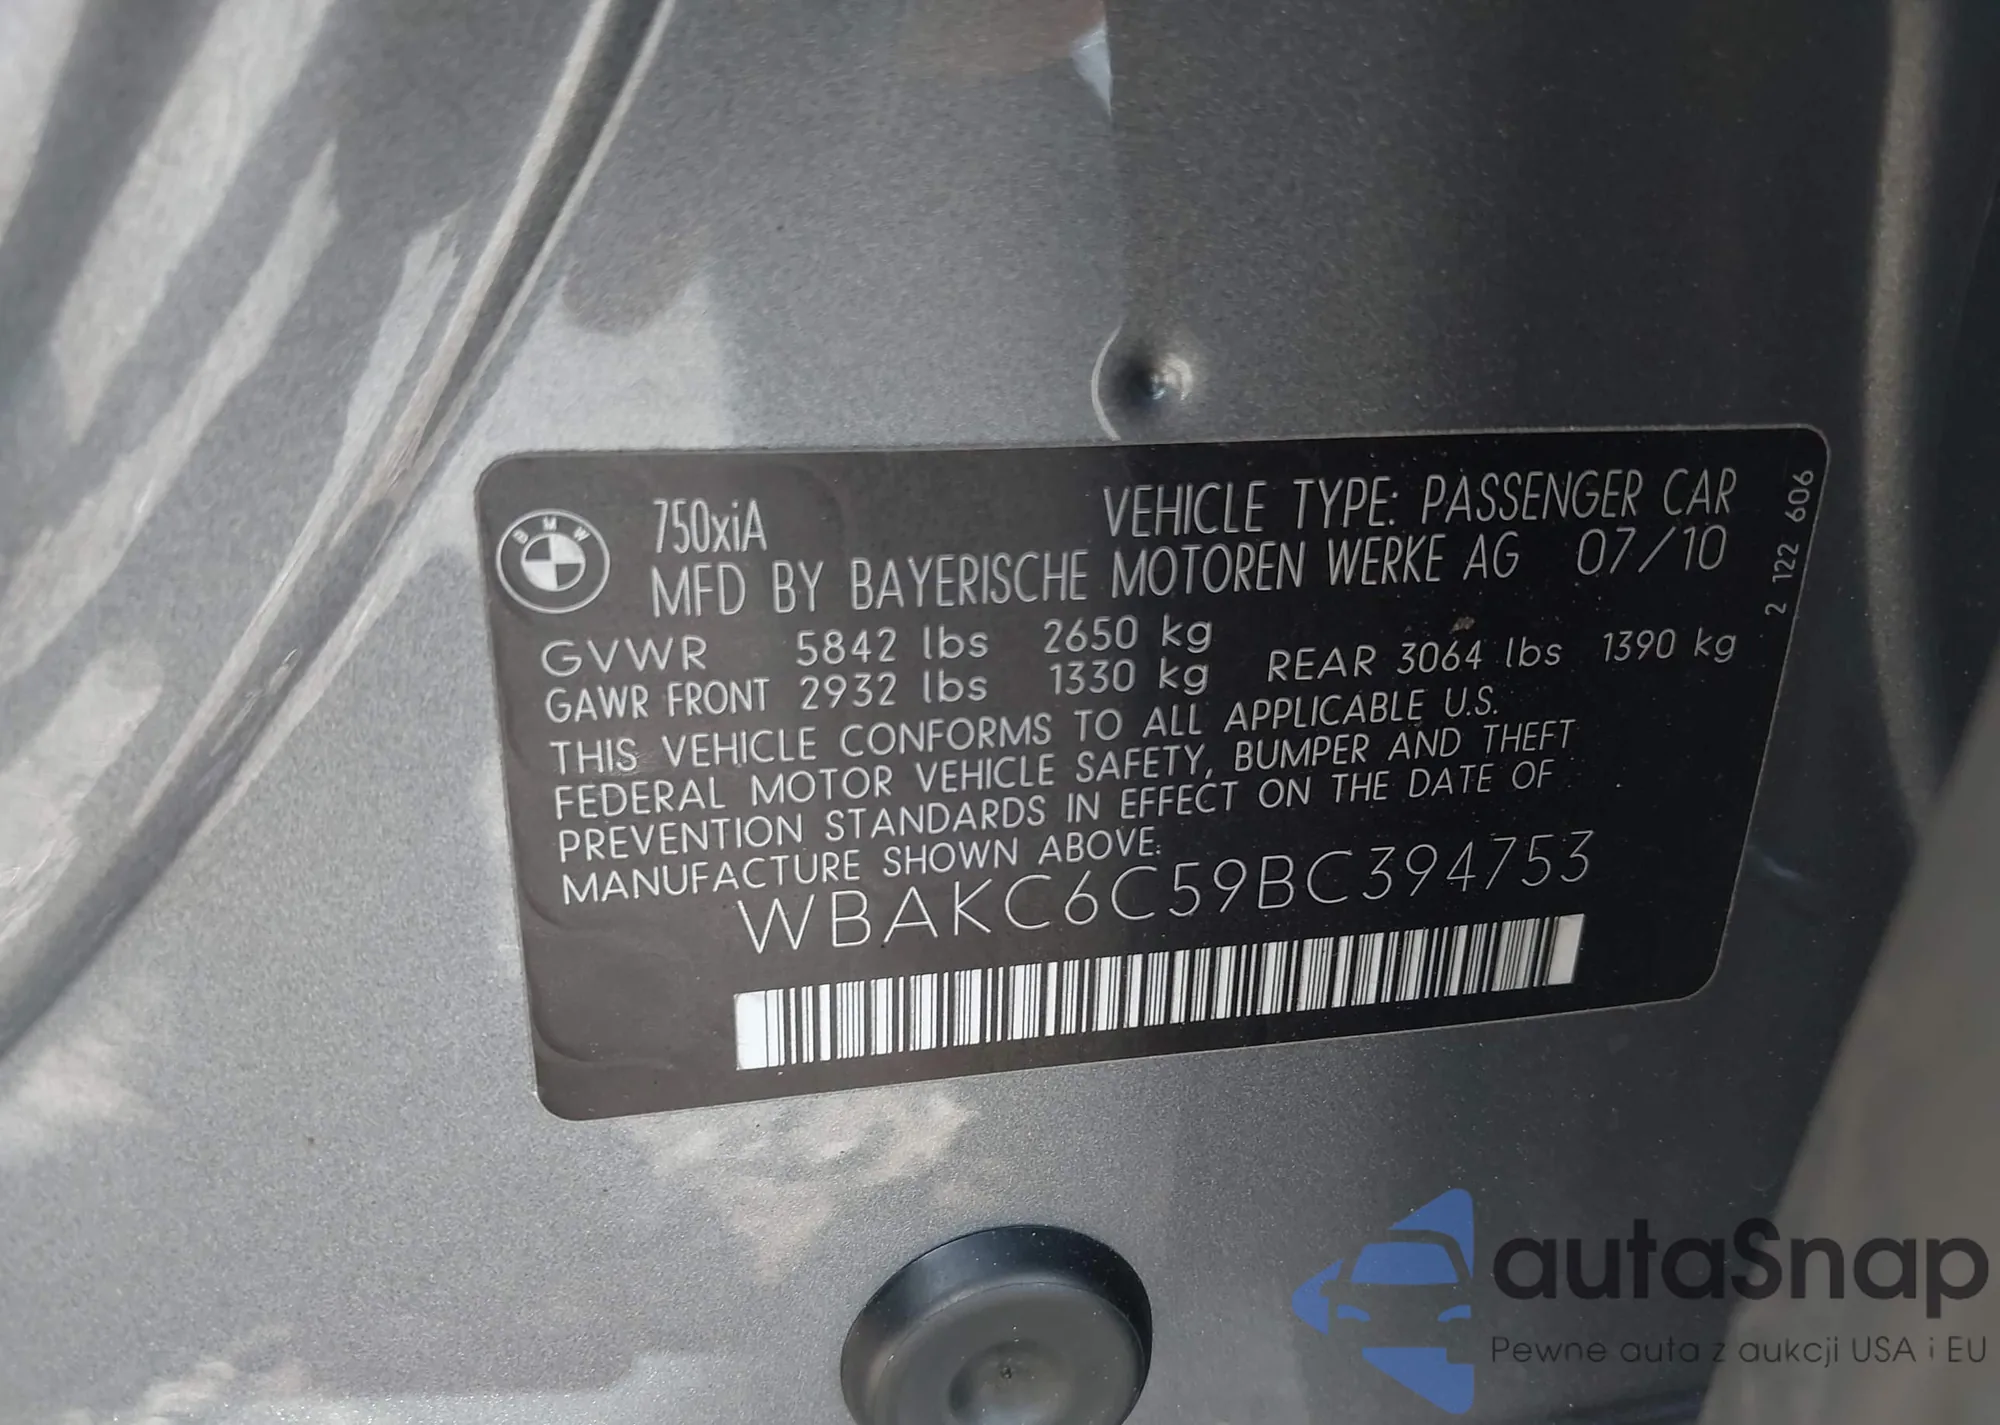 BMW
750xiA
VEHICLE TYPE: PASSENGER CAR
MFD BY BAYERISCHE MOTOREN WERKE AG 07/10
GVWR 5842 lbs 2650 kg
GAWR FRONT 2932 lbs 1330 kg REAR 3064 lbs 1390 kg
THIS VEHICLE CONFORMS TO ALL APPLICABLE U.S.
FEDERAL MOTOR VEHICLE SAFETY, BUMPER AND THEFT
PREVENTION STANDARDS IN EFFECT ON THE DATE OF
MANUFACTURE SHOWN ABOVE:
WBAKC6C59BC394753
2 122 606
autaSnap
Pewne auta z aukcji USA i EU